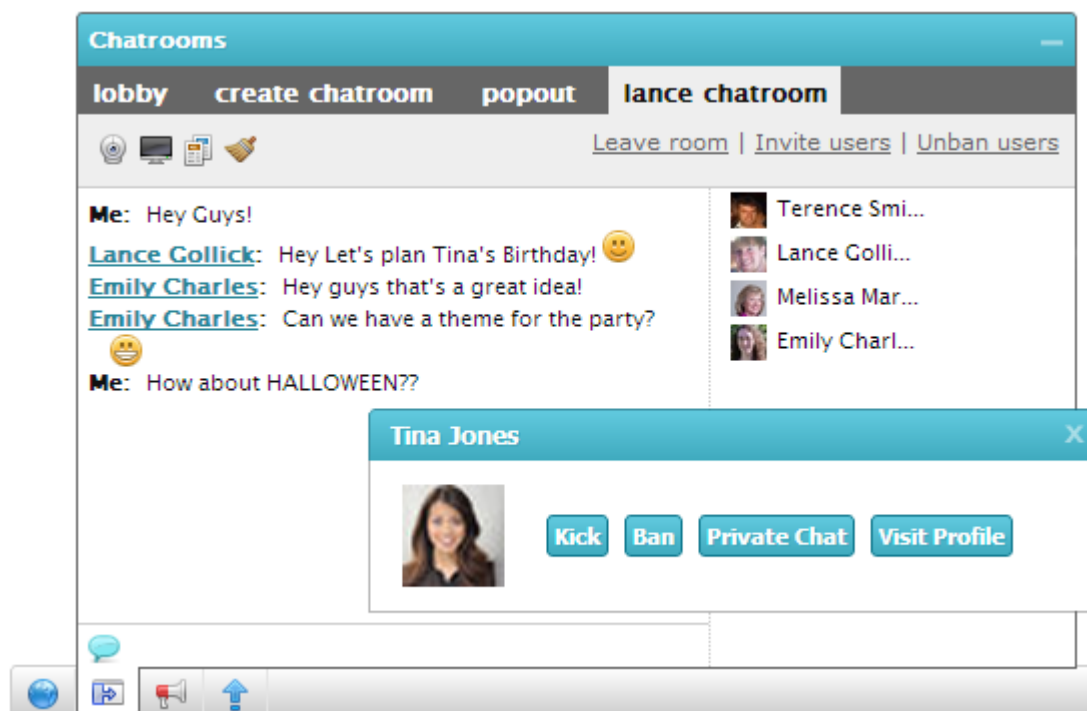 Chatrooms
lobby create chatroom popout lance chatroom
Leave room | Invite users | Unban users
Me: Hey Guys!
Lance Gollick: Hey Let's plan Tina's Birthday!
Emily Charles: Hey guys that's a great idea!
Emily Charles: Can we have a theme for the party?
Me: How about HALLOWEEN??
Terence Smi...
Lance Golli...
Melissa Mar...
Emily Charl...
Tina Jones X
Kick Ban Private Chat Visit Profile